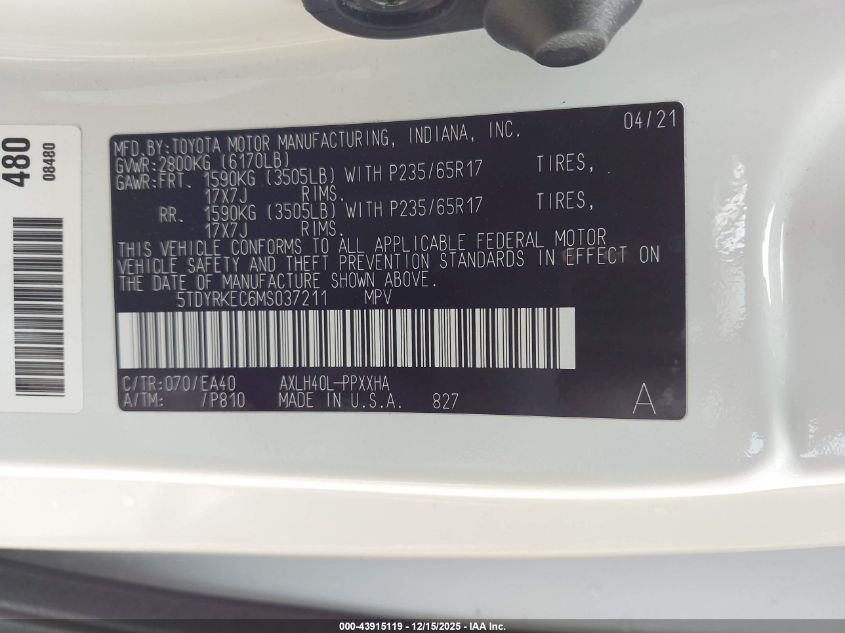 480
08480
MFD.BY:TOYOTA MOTOR MANUFACTURING, INDIANA, INC. 04/21
GVWR:2800KG (6170LB)
GAWR:FRT. 1590KG (3505LB) WITH P235/65R17 TIRES,
17X7J RIMS.
RR. 1590KG (3505LB) WITH P235/65R17 TIRES,
17X7J RIMS.
THIS VEHICLE CONFORMS TO ALL APPLICABLE FEDERAL MOTOR
VEHICLE SAFETY AND THEFT PREVENTION STANDARDS IN EFFECT ON
THE DATE OF MANUFACTURE SHOWN ABOVE.
5TDYRKEC6MS037211 MPV
C/TR:070/EA40 AXLH40L-PPXXHA
A/TM: /P810 MADE IN U.S.A. 827 A
000-43915119 - 12/15/2025 - IAA Inc.